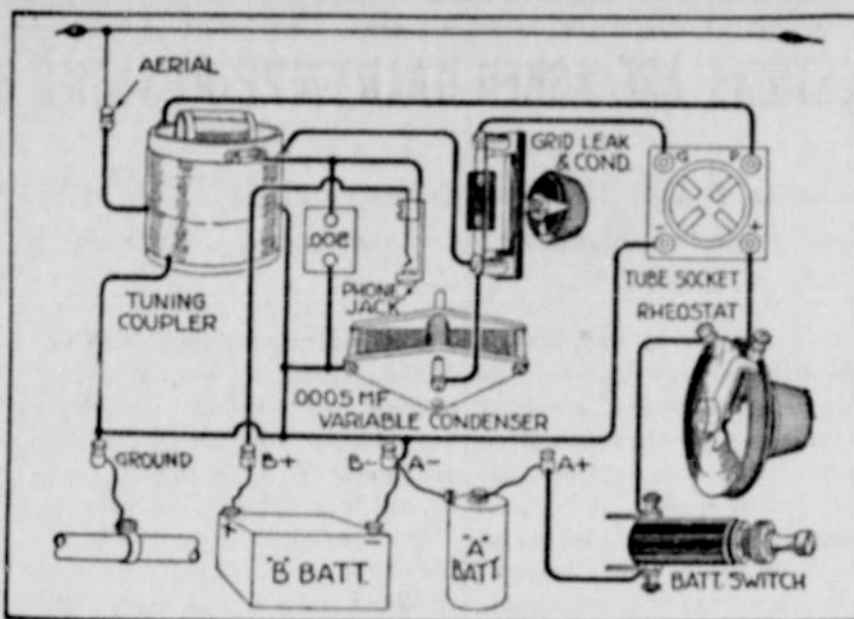 AERIAL
GRID LEAK
& COND.
G
P
.002
-
+
TUNING
COUPLER
PHONE
JACK
TUBE SOCKET
RHEOSTAT
.0005 MF
VARIABLE CONDENSER
GROUND
B+
B-
A-
A+
+
-
"B" BATT.
"A"
BATT.
BATT. SWITCH